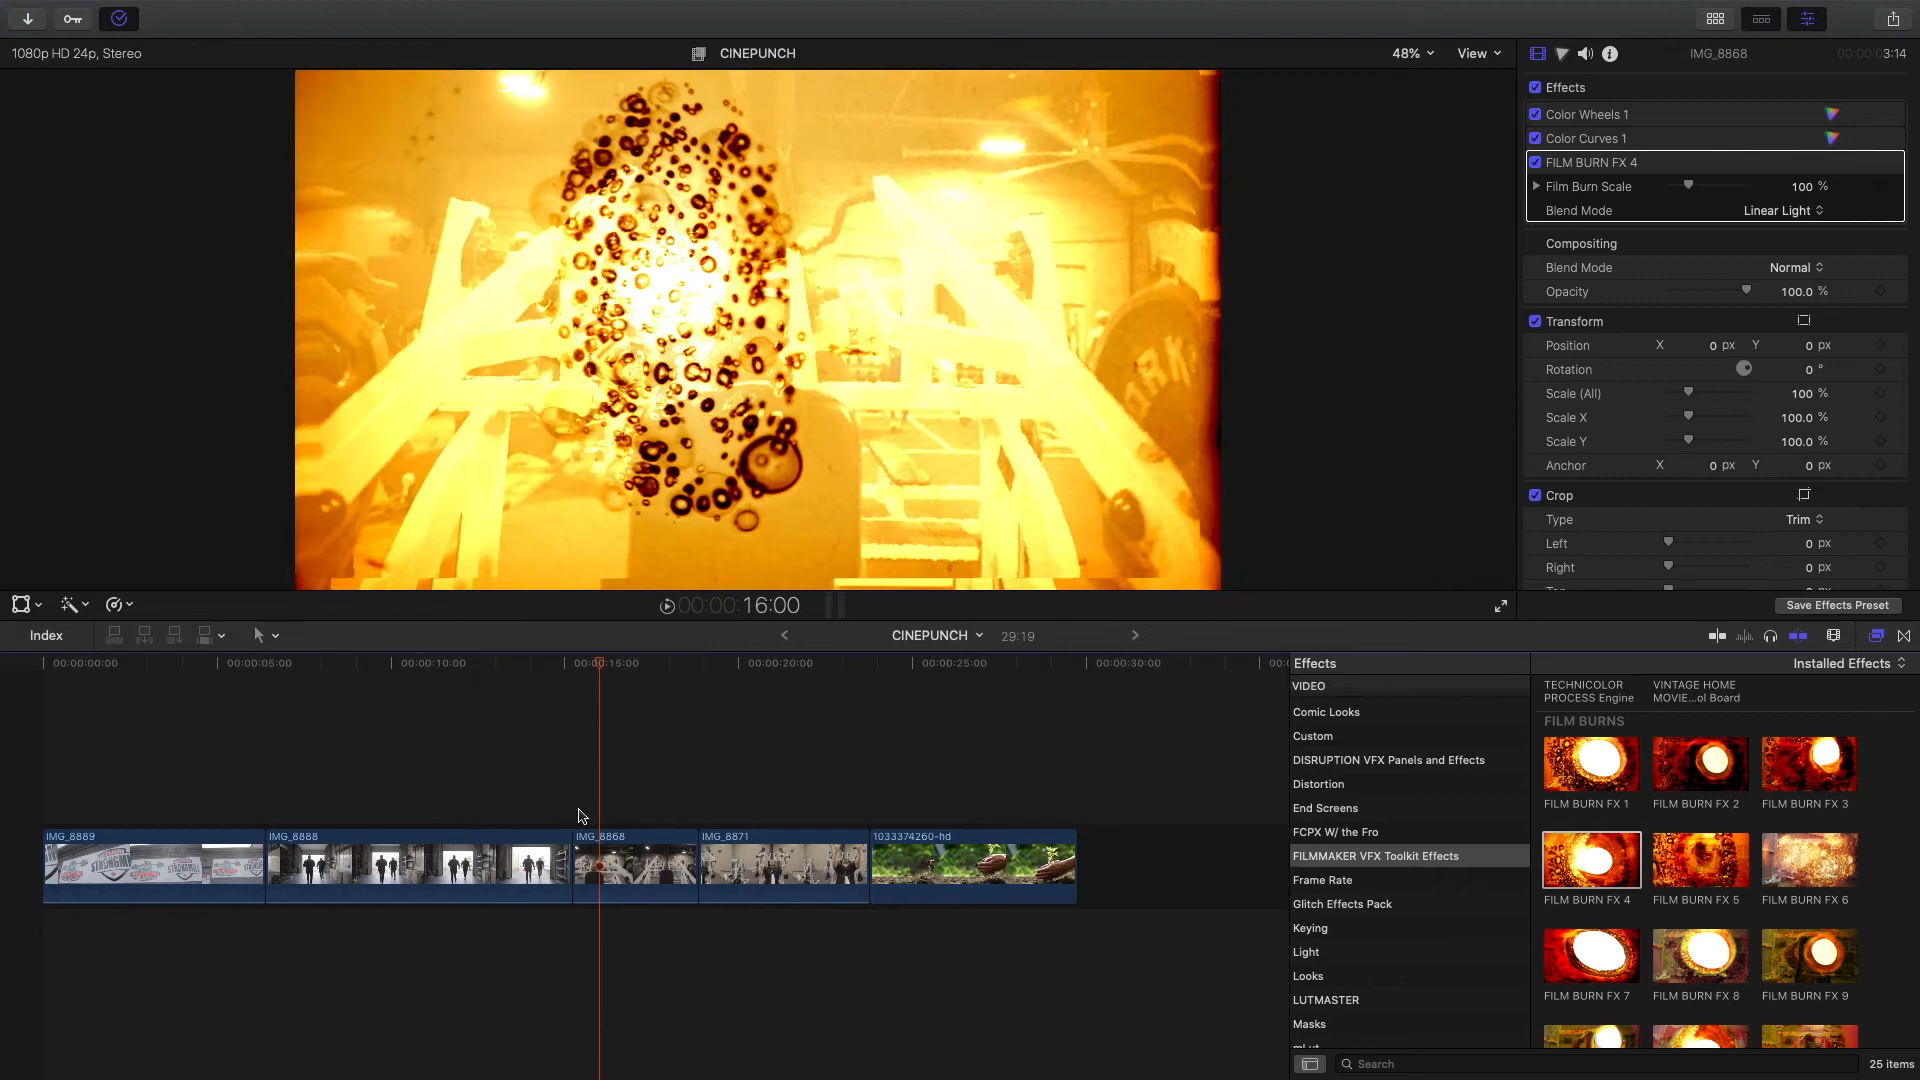 1080p HD 24p, Stereo
CINEPUNCH
48%
View
IMG_8868
00:00:03:14
Effects
Color Wheels 1
Color Curves 1
FILM BURN FX 4
Film Burn Scale
100 %
Blend Mode
Linear Light
Compositing
Blend Mode
Normal
Opacity
100.0 %
Transform
Position X 0 px Y 0 px
Rotation
0 °
Scale (All)
100 %
Scale X
100.0 %
Scale Y
100.0 %
Anchor X 0 px Y 0 px
Crop
Type
Trim
Left
0 px
Right
0 px
00:00:16:00
Save Effects Preset
Index
CINEPUNCH
29:19
00:00:00:00
00:00:05:00
00:00:10:00
00:00:15:00
00:00:20:00
00:00:25:00
00:00:30:00
IMG_8889
IMG_8888
IMG_8868
IMG_8871
1033374260-hd
Effects
Installed Effects
VIDEO
Comic Looks
Custom
DISRUPTION VFX Panels and Effects
Distortion
End Screens
FCPX W/ the Fro
FILMMAKER VFX Toolkit Effects
Frame Rate
Glitch Effects Pack
Keying
Light
Looks
LUTMASTER
Masks
mLut
TECHNICOLOR
PROCESS Engine
VINTAGE HOME
MOVIE...ol Board
FILM BURNS
FILM BURN FX 1
FILM BURN FX 2
FILM BURN FX 3
FILM BURN FX 4
FILM BURN FX 5
FILM BURN FX 6
FILM BURN FX 7
FILM BURN FX 8
FILM BURN FX 9
Search
25 items